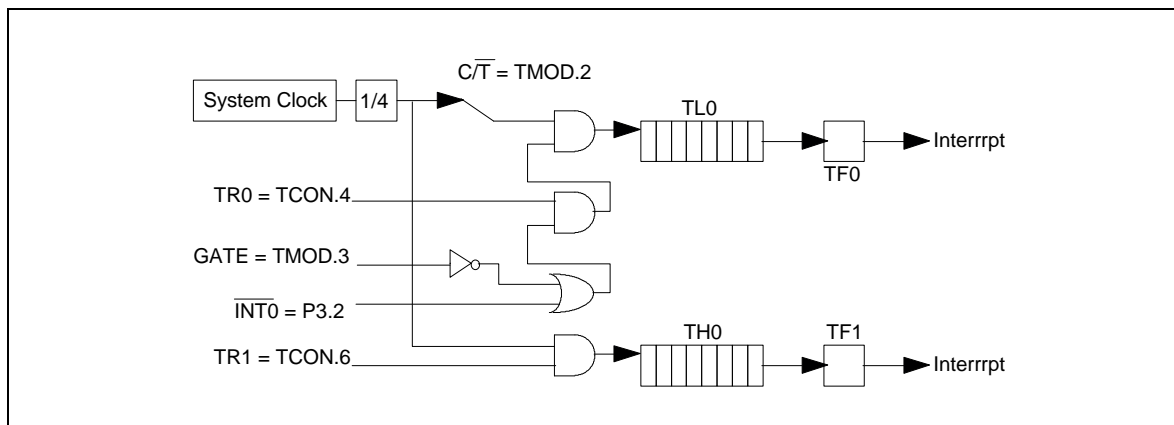 C/T̅ = TMOD.2
System Clock
1/4
TL0
Interrrpt
TF0
TR0 = TCON.4
GATE = TMOD.3
I̅N̅T̅0̅ = P3.2
TH0
TF1
TR1 = TCON.6
Interrrpt